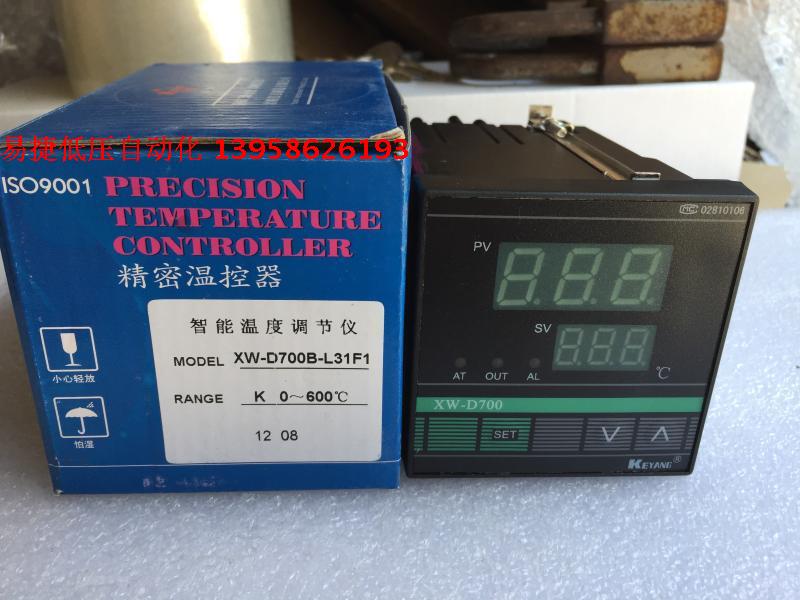 易捷低压自动化 13958626193
ISO9001 PRECISION
TEMPERATURE
CONTROLLER
精密温控器
智能温度调节仪
MODEL XW-D700B-L31F1
RANGE K 0～600℃
12 08
小心轻放
怕湿
MC 02810106
PV
SV
℃
AT OUT AL
XW-D700
SET
KEYANG®